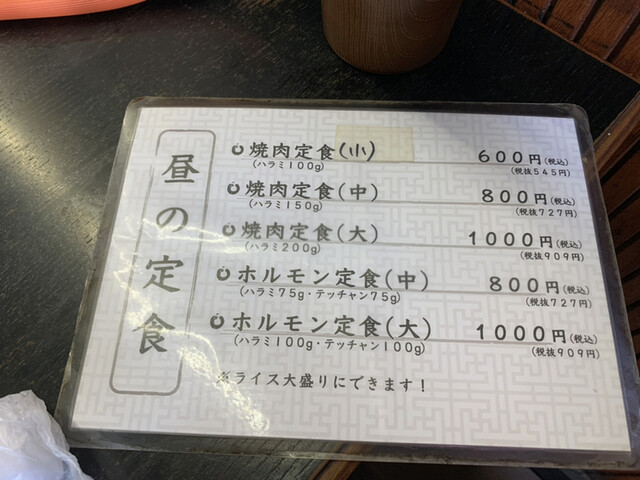 昼の定食
焼肉定食(小) 600円(税込)
(ハラミ100g) (税抜545円)
焼肉定食(中) 800円(税込)
(ハラミ150g) (税抜727円)
焼肉定食(大) 1000円(税込)
(ハラミ200g) (税抜909円)
ホルモン定食(中) 800円(税込)
(ハラミ75g・テッチャン75g) (税抜727円)
ホルモン定食(大) 1000円(税込)
(ハラミ100g・テッチャン100g) (税抜909円)
※ライス大盛りにできます!